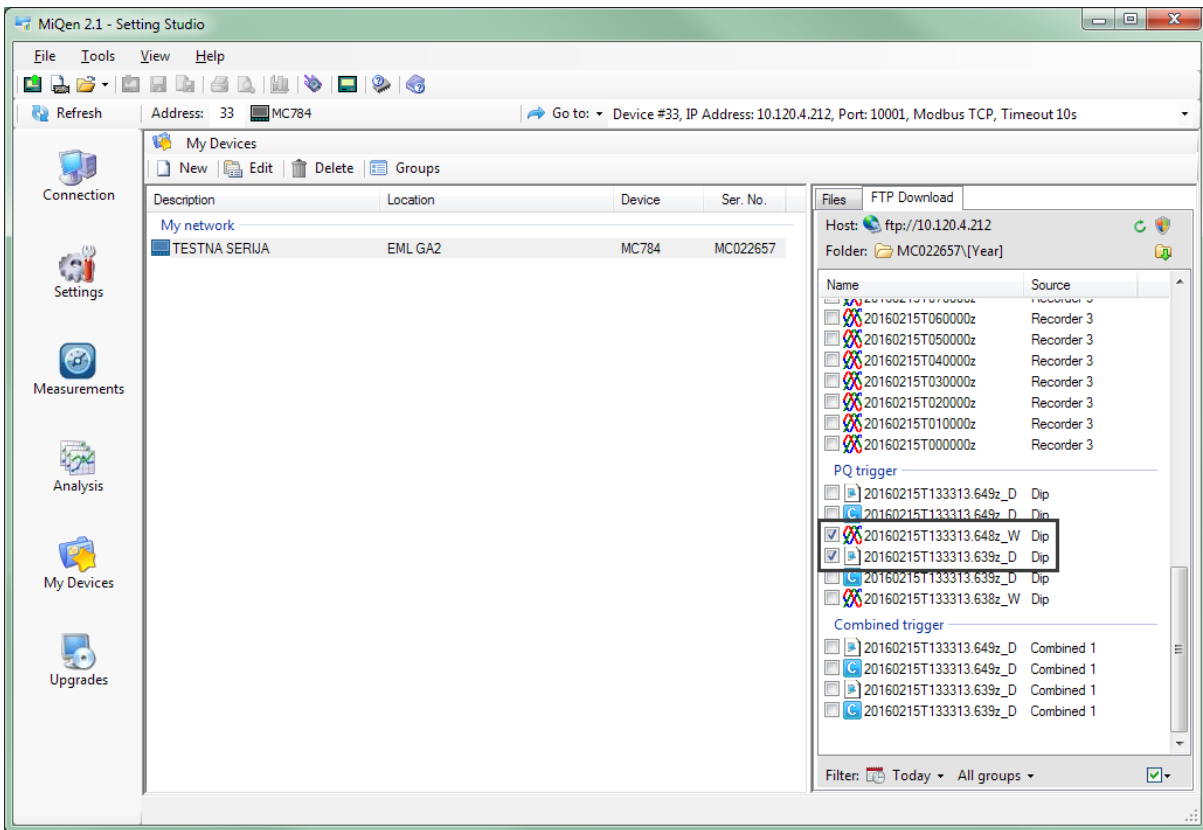 MiQen 2.1 - Setting Studio
File Tools View Help
Refresh Address: 33 MC784 Go to: Device #33, IP Address: 10.120.4.212, Port: 10001, Modbus TCP, Timeout 10s
Connection
Settings
Measurements
Analysis
My Devices
Upgrades
My Devices
New Edit Delete Groups
Description Location Device Ser. No.
My network
TESTNA SERIJA EML GA2 MC784 MC022657
Files FTP Download
Host: ftp://10.120.4.212
Folder: MC022657\[Year]
Name Source
20160215T060000z Recorder 3
20160215T050000z Recorder 3
20160215T040000z Recorder 3
20160215T030000z Recorder 3
20160215T020000z Recorder 3
20160215T010000z Recorder 3
20160215T000000z Recorder 3
PQ trigger
20160215T133313.649z_D Dip
20160215T133313.649z_D Dip
20160215T133313.648z_W Dip
20160215T133313.639z_D Dip
20160215T133313.639z_D Dip
20160215T133313.638z_W Dip
Combined trigger
20160215T133313.649z_D Combined 1
20160215T133313.649z_D Combined 1
20160215T133313.639z_D Combined 1
20160215T133313.639z_D Combined 1
Filter: Today All groups